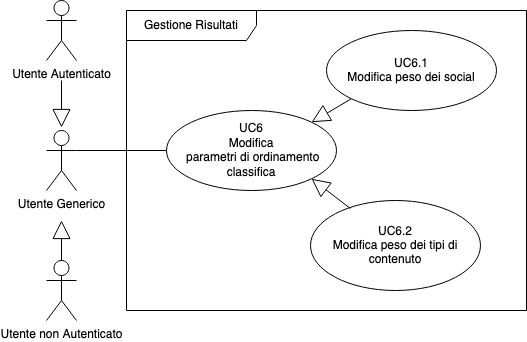 Gestione Risultati
Utente Autenticato
UC6.1
Modifica peso dei social
UC6
Modifica
parametri di ordinamento
classifica
Utente Generico
UC6.2
Modifica peso dei tipi di
contenuto
Utente non Autenticato